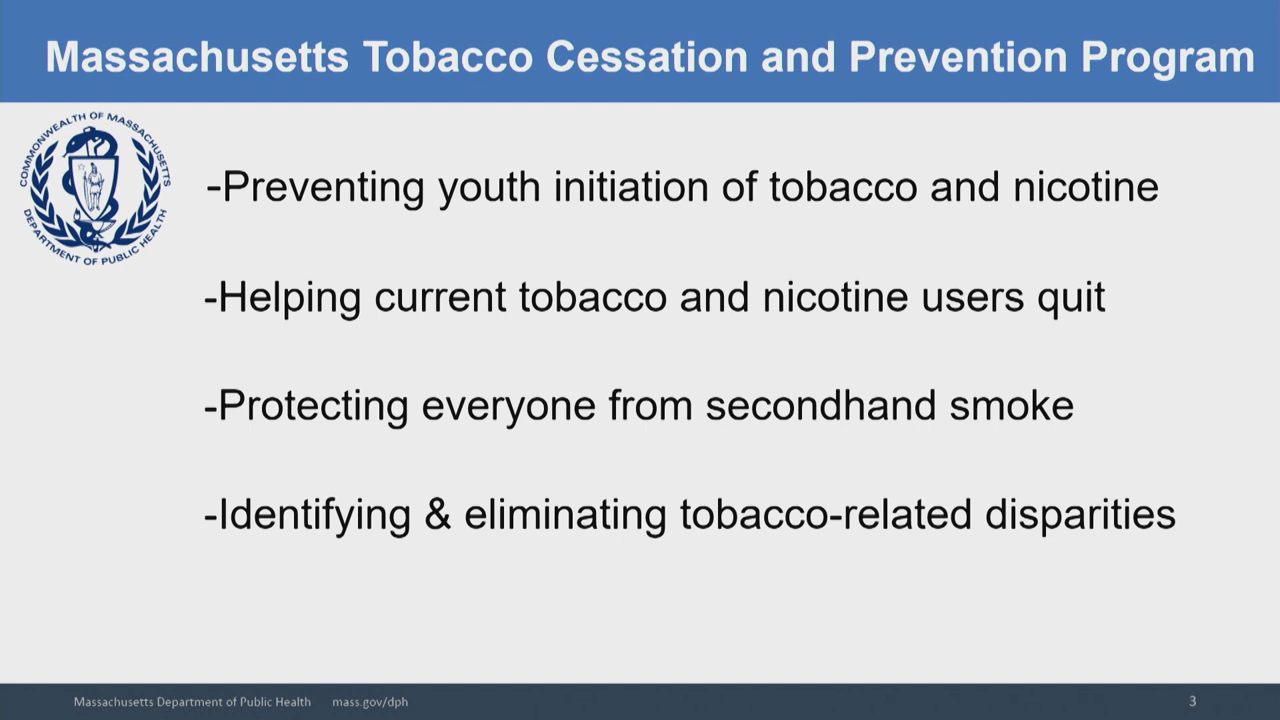 Massachusetts Tobacco Cessation and Prevention Program
COMMONWEALTH OF MASSACHUSETTS
DEPARTMENT OF PUBLIC HEALTH
-Preventing youth initiation of tobacco and nicotine
-Helping current tobacco and nicotine users quit
-Protecting everyone from secondhand smoke
-Identifying & eliminating tobacco-related disparities
Massachusetts Department of Public Health mass.gov/dph 3